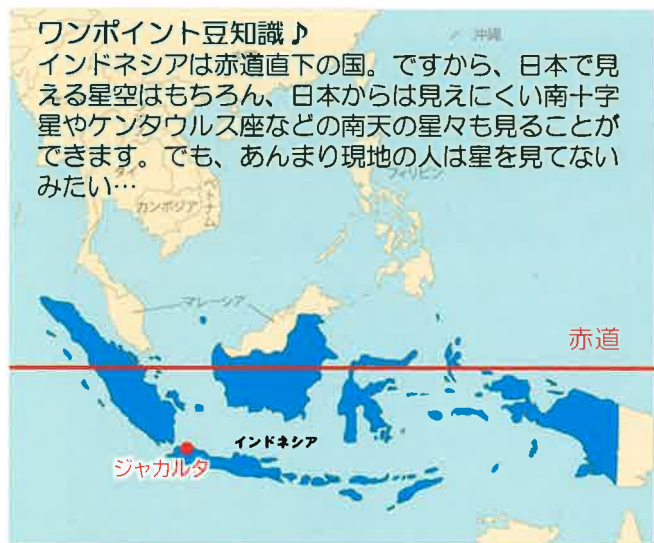 ワンポイント豆知識♪
インドネシアは赤道直下の国。ですから、日本で見
える星空はもちろん、日本からは見えにくい南十字
星やケンタウルス座などの南天の星々も見ることが
できます。でも、あんまり現地の人は星を見てない
みたい…
沖縄
タイ
カンボジア
ベトナム
フィリピン
マレーシア
赤道
インドネシア
ジャカルタ